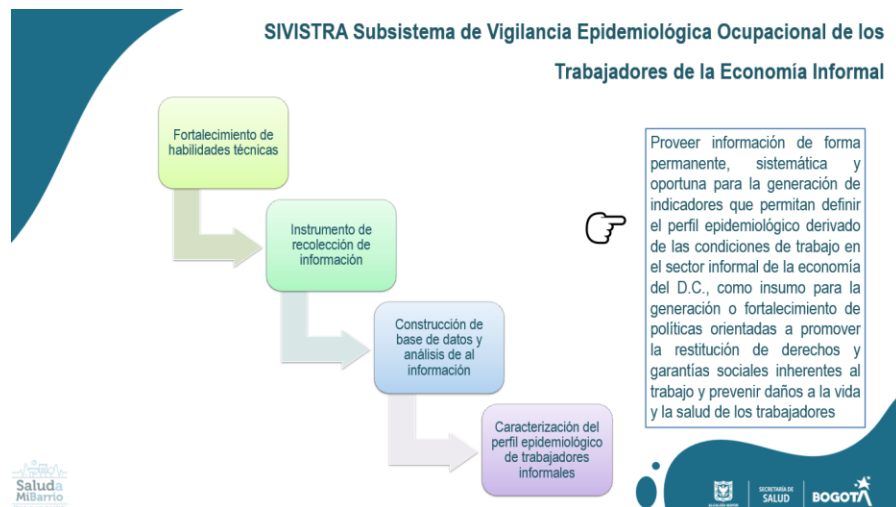 SIVISTRA Subsistema de Vigilancia Epidemiológica Ocupacional de los
Trabajadores de la Economía Informal
Fortalecimiento de
habilidades técnicas
Instrumento de
recolección de
información
Construcción de
base de datos y
análisis de al
información
Caracterización del
perfil epidemiológico
de trabajadores
informales
Proveer información de forma
permanente, sistemática y
oportuna para la generación de
indicadores que permitan definir
el perfil epidemiológico derivado
de las condiciones de trabajo en
el sector informal de la economía
del D.C., como insumo para la
generación o fortalecimiento de
políticas orientadas a promover
la restitución de derechos y
garantías sociales inherentes al
trabajo y prevenir daños a la vida
y la salud de los trabajadores
Saluda
MiBarrio
ALCALDÍA MAYOR
SECRETARÍA DE
SALUD
BOGOTÁ